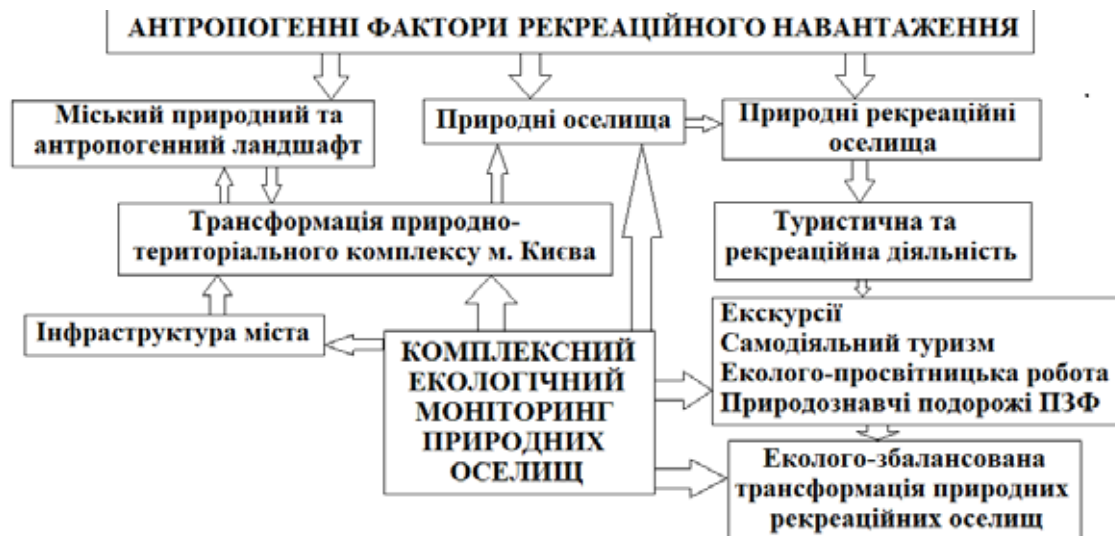 АНТРОПОГЕННІ ФАКТОРИ РЕКРЕАЦІЙНОГО НАВАНТАЖЕННЯ
Міський природний та
антропогенний ландшафт
Природні оселища
Природні рекреаційні
оселища
Трансформація природно-
територіального комплексу м. Києва
Туристична та
рекреаційна діяльність
Інфраструктура міста
КОМПЛЕКСНИЙ
ЕКОЛОГІЧНИЙ
МОНІТОРИНГ
ПРИРОДНИХ
ОСЕЛИЩ
Екскурсії
Самодіяльний туризм
Еколого-просвітницька робота
Природознавчі подорожі ПЗФ
Еколого-збалансована
трансформація природних
рекреаційних оселищ